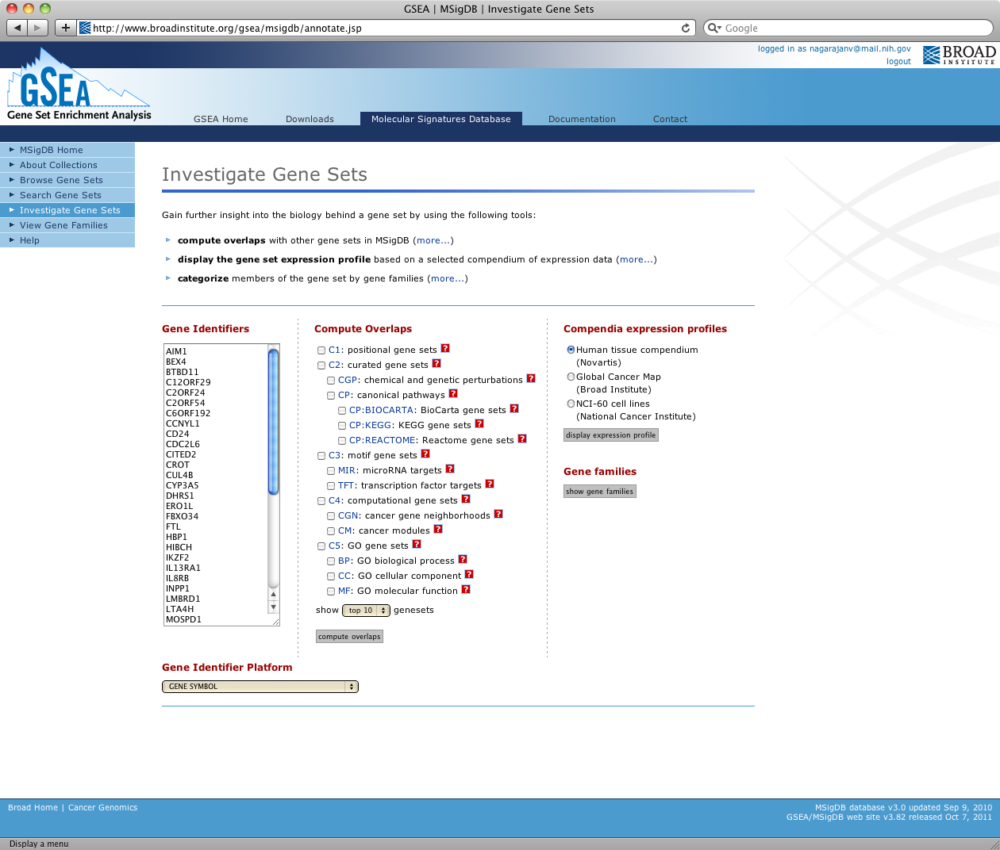 GSEA | MSigDB | Investigate Gene Sets
http://www.broadinstitute.org/gsea/msigdb/annotate.jsp
Google
logged in as nagarajanv@mail.nih.gov
logout
BROAD
INSTITUTE
GSEA
Gene Set Enrichment Analysis
GSEA Home
Downloads
Molecular Signatures Database
Documentation
Contact
MSigDB Home
About Collections
Browse Gene Sets
Search Gene Sets
Investigate Gene Sets
View Gene Families
Help
Investigate Gene Sets
Gain further insight into the biology behind a gene set by using the following tools:
compute overlaps with other gene sets in MSigDB (more...)
display the gene set expression profile based on a selected compendium of expression data (more...)
categorize members of the gene set by gene families (more...)
Gene Identifiers
AIM1
BEX4
BTBD11
C12ORF29
C2ORF24
C2ORF54
C6ORF192
CCNYL1
CD24
CDC2L6
CITED2
CROT
CUL4B
CYP3A5
DHRS1
ERO1L
FBXO34
FTL
HBP1
HIBCH
IKZF2
IL13RA1
IL8RB
INPP1
LMBRD1
LTA4H
MOSPD1
Compute Overlaps
C1: positional gene sets ?
C2: curated gene sets ?
CGP: chemical and genetic perturbations ?
CP: canonical pathways ?
CP:BIOCARTA: BioCarta gene sets ?
CP:KEGG: KEGG gene sets ?
CP:REACTOME: Reactome gene sets ?
C3: motif gene sets ?
MIR: microRNA targets ?
TFT: transcription factor targets ?
C4: computational gene sets ?
CGN: cancer gene neighborhoods ?
CM: cancer modules ?
C5: GO gene sets ?
BP: GO biological process ?
CC: GO cellular component ?
MF: GO molecular function ?
show top 10 genesets
compute overlaps
Compendia expression profiles
Human tissue compendium
(Novartis)
Global Cancer Map
(Broad Institute)
NCI-60 cell lines
(National Cancer Institute)
display expression profile
Gene families
show gene families
Gene Identifier Platform
GENE SYMBOL
Broad Home | Cancer Genomics
MSigDB database v3.0 updated Sep 9, 2010
GSEA/MSigDB web site v3.82 released Oct 7, 2011
Display a menu